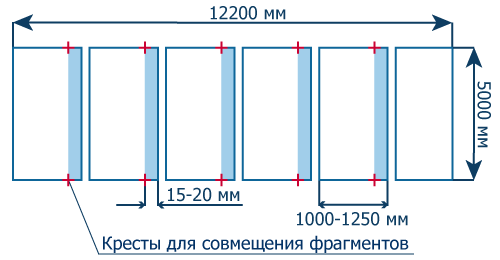 12200 мм
5000 мм
15-20 мм
1000-1250 мм
Кресты для совмещения фрагментов